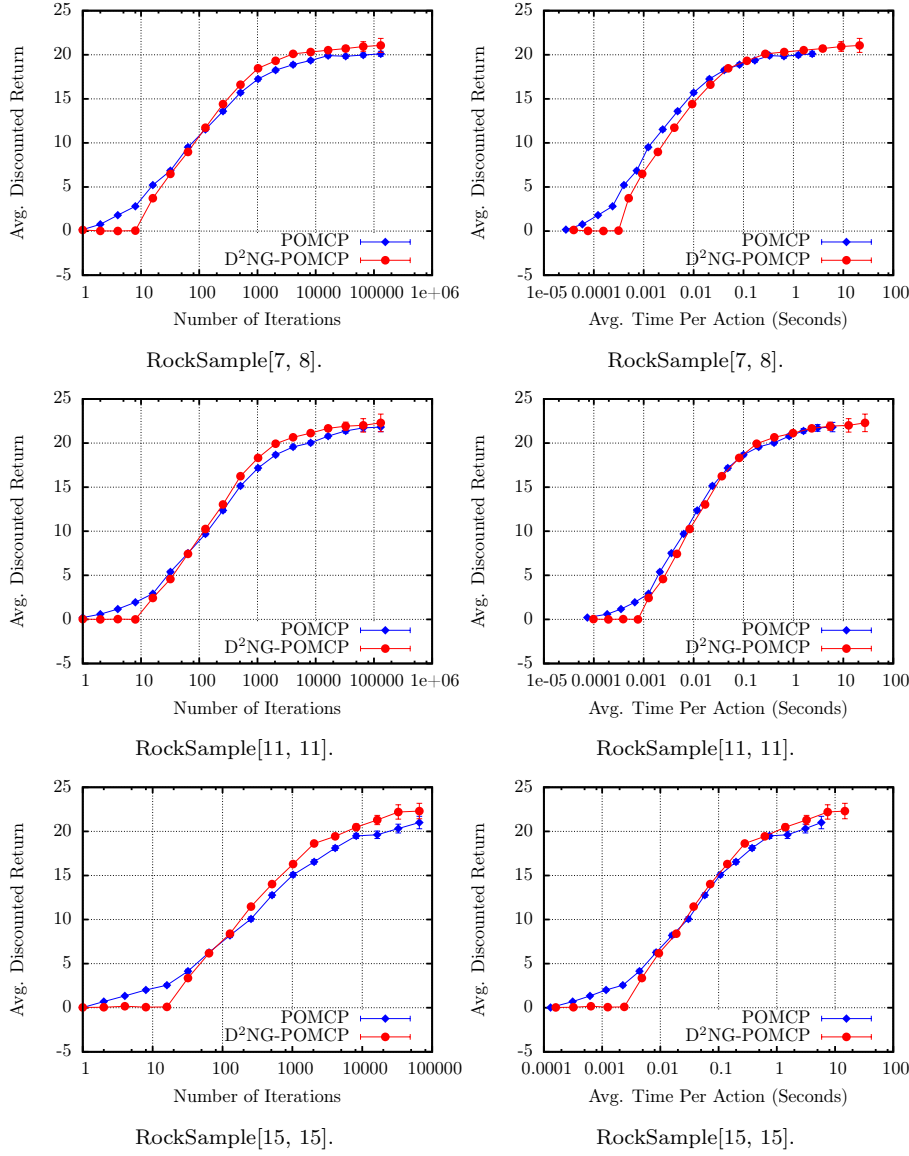 25
20
15
10
5
0
-5
Avg. Discounted Return
POMCP
D²NG-POMCP
1 10 100 1000 10000 100000 1e+06
Number of Iterations
RockSample[7, 8].
25
20
15
10
5
0
-5
Avg. Discounted Return
POMCP
D²NG-POMCP
1e-05 0.0001 0.001 0.01 0.1 1 10 100
Avg. Time Per Action (Seconds)
RockSample[7, 8].
25
20
15
10
5
0
-5
Avg. Discounted Return
POMCP
D²NG-POMCP
1 10 100 1000 10000 100000 1e+06
Number of Iterations
RockSample[11, 11].
25
20
15
10
5
0
-5
Avg. Discounted Return
POMCP
D²NG-POMCP
1e-05 0.0001 0.001 0.01 0.1 1 10 100
Avg. Time Per Action (Seconds)
RockSample[11, 11].
25
20
15
10
5
0
-5
Avg. Discounted Return
POMCP
D²NG-POMCP
1 10 100 1000 10000 100000
Number of Iterations
RockSample[15, 15].
25
20
15
10
5
0
-5
Avg. Discounted Return
POMCP
D²NG-POMCP
0.0001 0.001 0.01 0.1 1 10 100
Avg. Time Per Action (Seconds)
RockSample[15, 15].